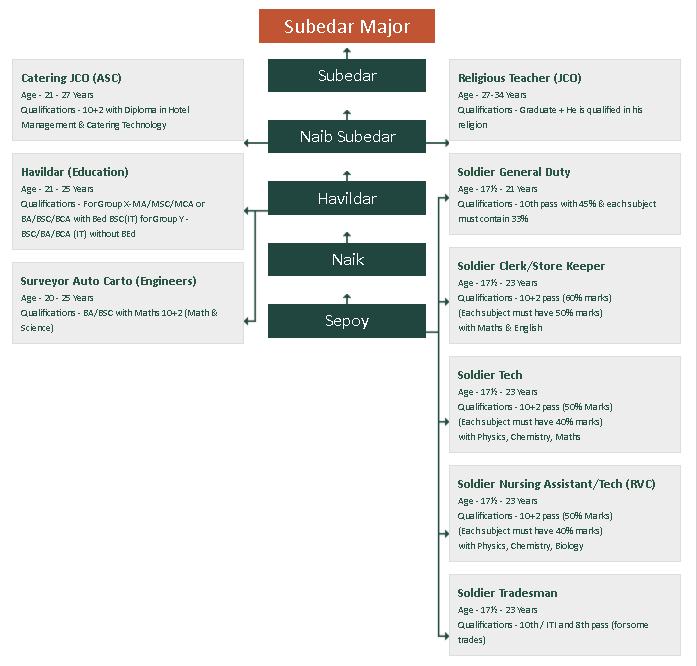 Subedar Major
Subedar
Naib Subedar
Havildar
Naik
Sepoy
Catering JCO (ASC)
Age - 21 - 27 Years
Qualifications - 10+2 with Diploma in Hotel
Management & Catering Technology
Havildar (Education)
Age - 21 - 25 Years
Qualifications - For Group X-MA/MSC/MCA or
BA/BSC/BCA with Bed BSC(IT) for Group Y -
BSC/BA/BCA (IT) without BEd
Surveyor Auto Carto (Engineers)
Age - 20 - 25 Years
Qualifications - BA/BSC with Maths 10+2 (Math &
Science)
Religious Teacher (JCO)
Age - 27-34 Years
Qualifications - Graduate + He is qualified in his
religion
Soldier General Duty
Age - 17½ - 21 Years
Qualifications - 10th pass with 45% & each subject
must contain 33%
Soldier Clerk/Store Keeper
Age - 17½ - 23 Years
Qualifications - 10+2 pass (60% marks)
(Each subject must have 50% marks)
with Maths & English
Soldier Tech
Age - 17½ - 23 Years
Qualifications - 10+2 pass (50% Marks)
(Each subject must have 40% marks)
with Physics, Chemistry, Maths
Soldier Nursing Assistant/Tech (RVC)
Age - 17½ - 23 Years
Qualifications - 10+2 pass (50% Marks)
(Each subject must have 40% marks)
with Physics, Chemistry, Biology
Soldier Tradesman
Age - 17½ - 23 Years
Qualifications - 10th / ITI and 8th pass (for some
trades)